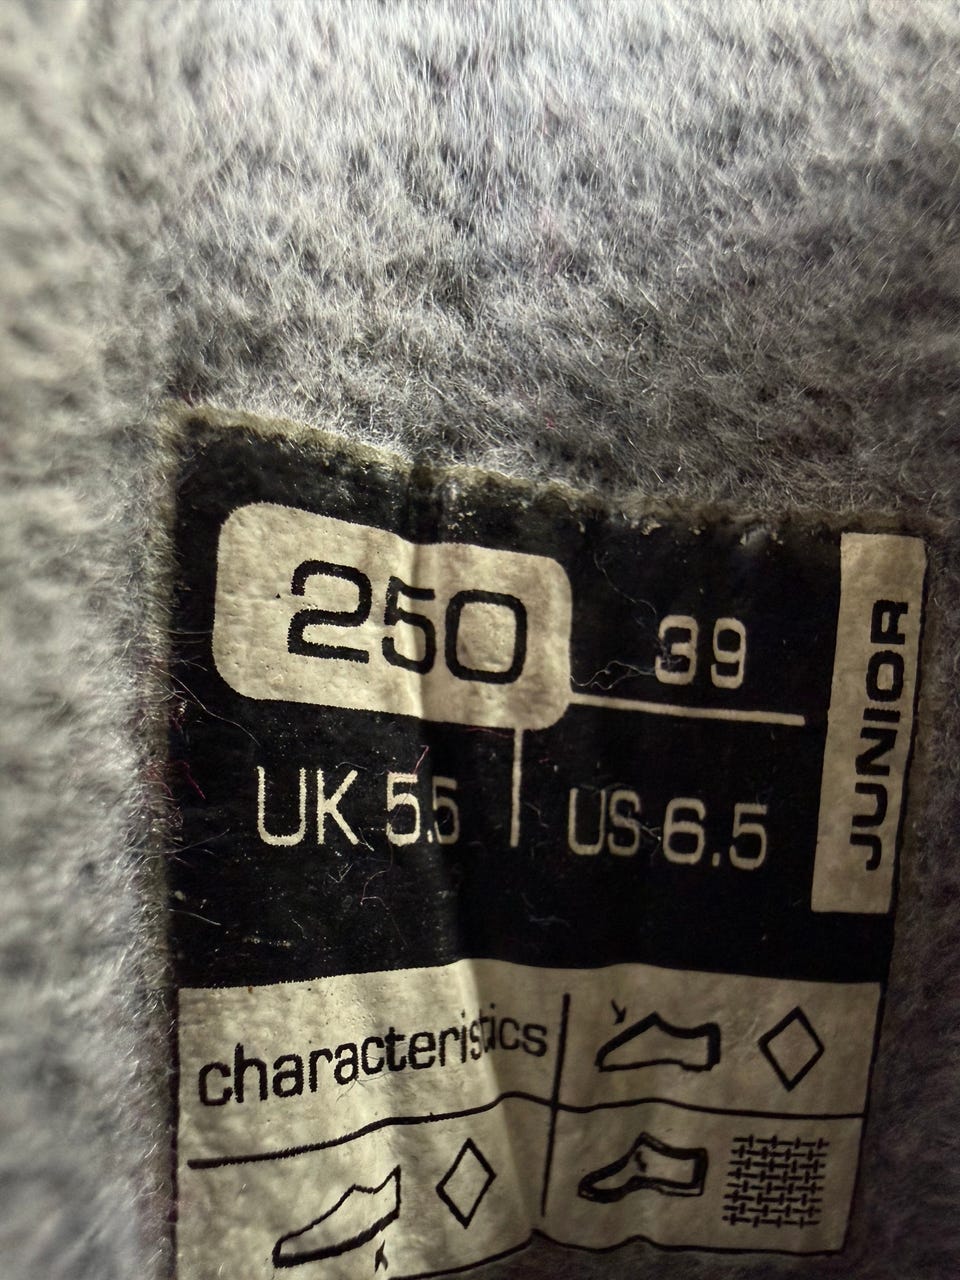 250
39
JUNIOR
UK 5.5
US 6.5
characteristics